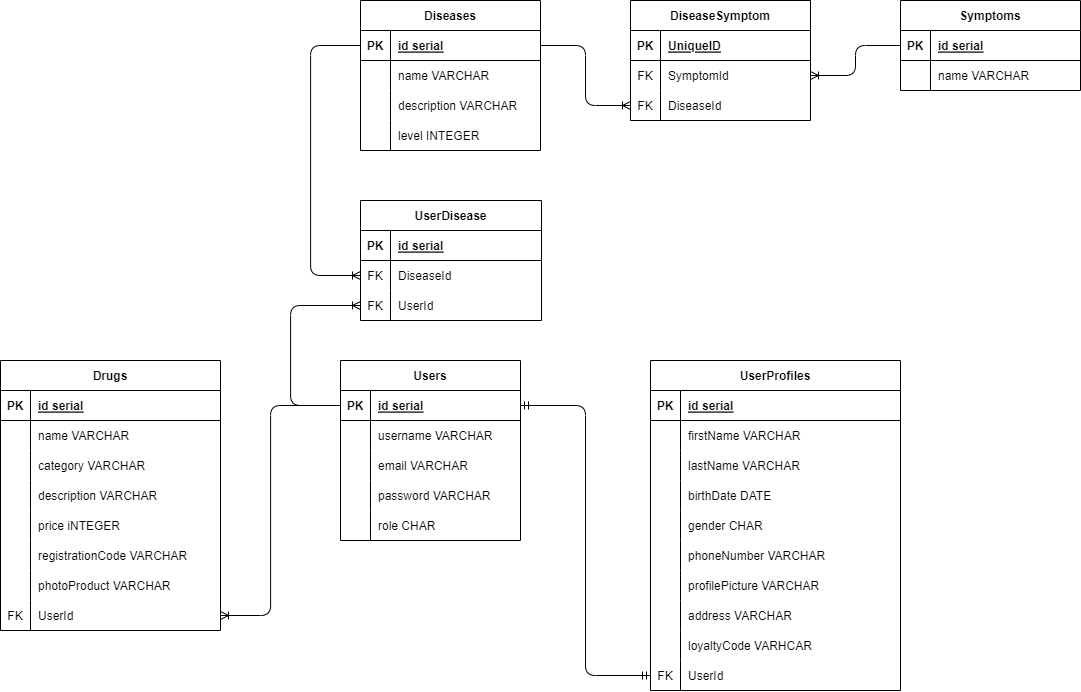 Diseases
PK id serial
name VARCHAR
description VARCHAR
level INTEGER
DiseaseSymptom
PK UniqueID
FK SymptomId
FK DiseaseId
Symptoms
PK id serial
name VARCHAR
UserDisease
PK id serial
FK DiseaseId
FK UserId
Drugs
PK id serial
name VARCHAR
category VARCHAR
description VARCHAR
price iNTEGER
registrationCode VARCHAR
photoProduct VARCHAR
FK UserId
Users
PK id serial
username VARCHAR
email VARCHAR
password VARCHAR
role CHAR
UserProfiles
PK id serial
firstName VARCHAR
lastName VARCHAR
birthDate DATE
gender CHAR
phoneNumber VARCHAR
profilePicture VARCHAR
address VARCHAR
loyaltyCode VARHCAR
FK UserId